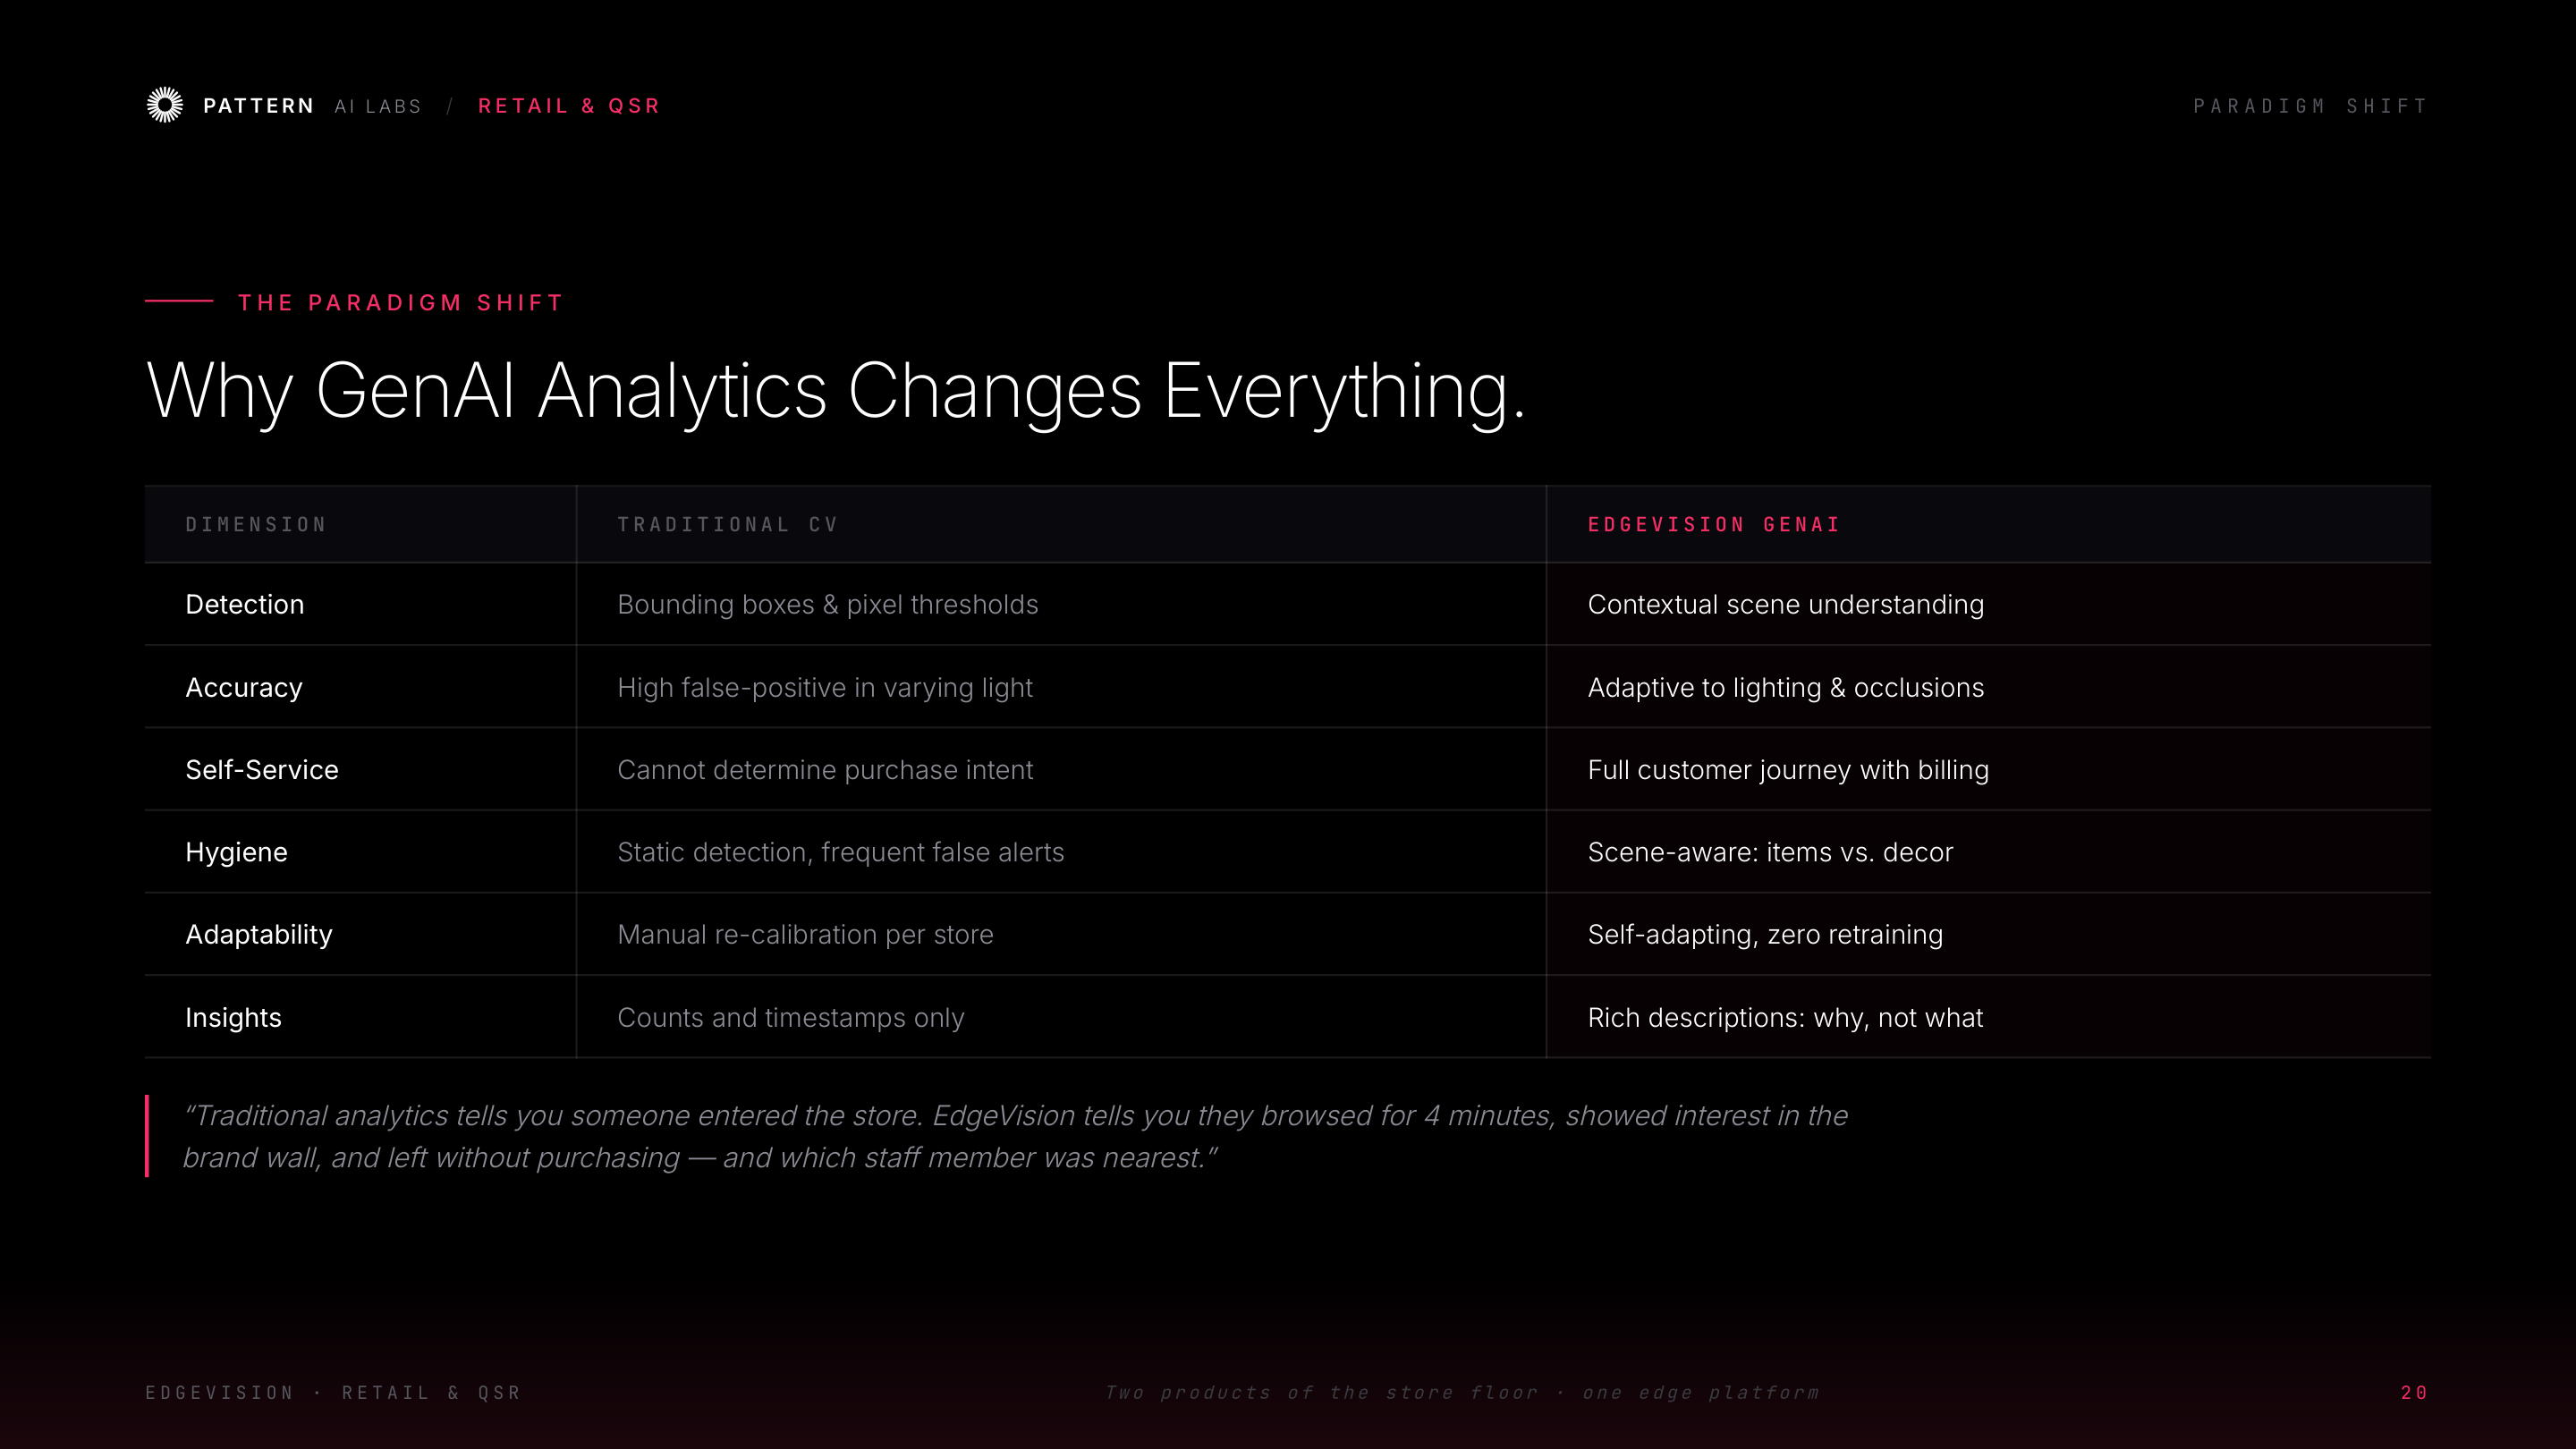 PATTERN AI LABS / RETAIL & QSR
PARADIGM SHIFT
THE PARADIGM SHIFT
Why GenAI Analytics Changes Everything.
DIMENSION TRADITIONAL CV EDGEVISION GENAI
Detection Bounding boxes & pixel thresholds Contextual scene understanding
Accuracy High false-positive in varying light Adaptive to lighting & occlusions
Self-Service Cannot determine purchase intent Full customer journey with billing
Hygiene Static detection, frequent false alerts Scene-aware: items vs. decor
Adaptability Manual re-calibration per store Self-adapting, zero retraining
Insights Counts and timestamps only Rich descriptions: why, not what
“Traditional analytics tells you someone entered the store. EdgeVision tells you they browsed for 4 minutes, showed interest in the
brand wall, and left without purchasing — and which staff member was nearest.”
EDGEVISION · RETAIL & QSR
Two products of the store floor · one edge platform
20